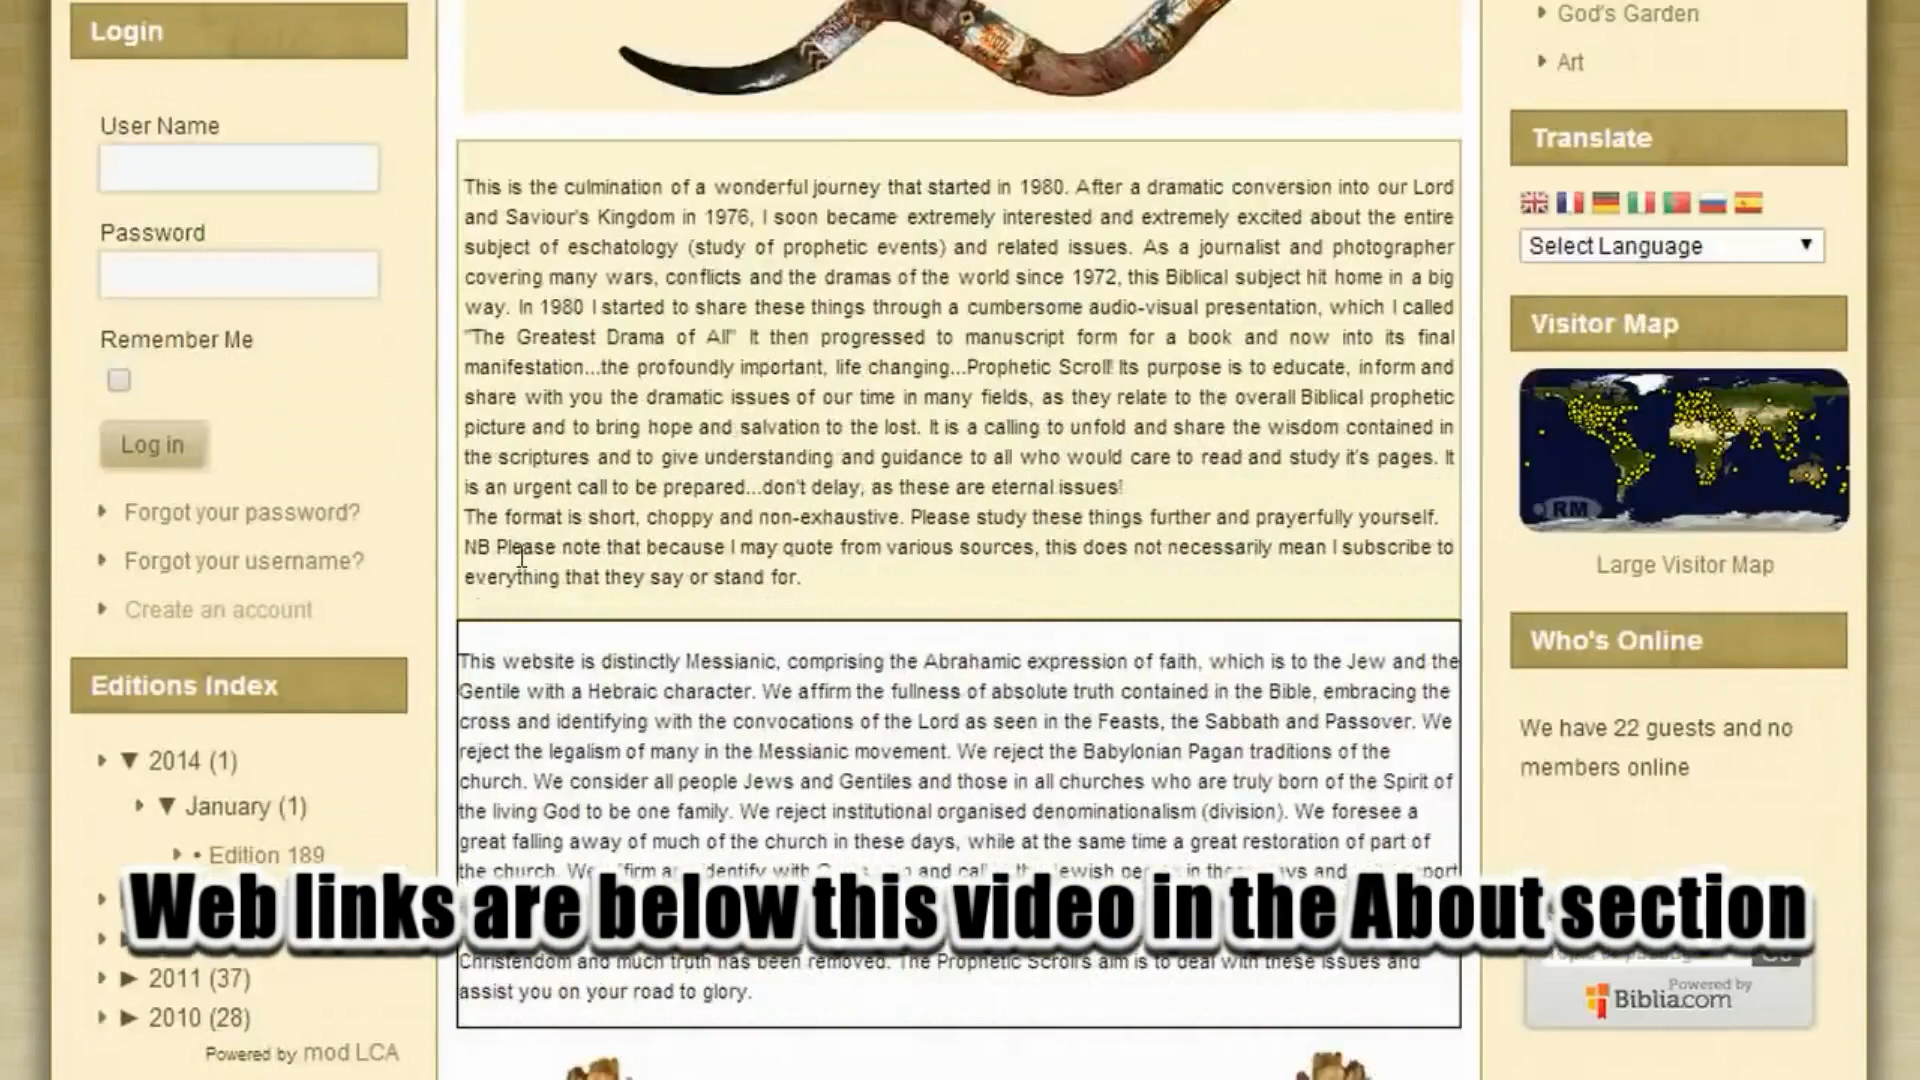 Login
User Name
Password
Remember Me
Log in
Forgot your password?
Forgot your username?
Create an account
Editions Index
2014 (1)
January (1)
• Edition 189
2011 (37)
2010 (28)
Powered by mod LCA
This is the culmination of a wonderful journey that started in 1980. After a dramatic conversion into our Lord
and Saviour's Kingdom in 1976, I soon became extremely interested and extremely excited about the entire
subject of eschatology (study of prophetic events) and related issues. As a journalist and photographer
covering many wars, conflicts and the dramas of the world since 1972, this Biblical subject hit home in a big
way. In 1980 I started to share these things through a cumbersome audio-visual presentation, which I called
"The Greatest Drama of All" It then progressed to manuscript form for a book and now into its final
manifestation...the profoundly important, life changing...Prophetic Scroll! Its purpose is to educate, inform and
share with you the dramatic issues of our time in many fields, as they relate to the overall Biblical prophetic
picture and to bring hope and salvation to the lost. It is a calling to unfold and share the wisdom contained in
the scriptures and to give understanding and guidance to all who would care to read and study it's pages. It
is an urgent call to be prepared...don't delay, as these are eternal issues!
The format is short, choppy and non-exhaustive. Please study these things further and prayerfully yourself.
NB Please note that because I may quote from various sources, this does not necessarily mean I subscribe to
everything that they say or stand for.
This website is distinctly Messianic, comprising the Abrahamic expression of faith, which is to the Jew and the
Gentile with a Hebraic character. We affirm the fullness of absolute truth contained in the Bible, embracing the
cross and identifying with the convocations of the Lord as seen in the Feasts, the Sabbath and Passover. We
reject the legalism of many in the Messianic movement. We reject the Babylonian Pagan traditions of the
church. We consider all people Jews and Gentiles and those in all churches who are truly born of the Spirit of
the living God to be one family. We reject institutional organised denominationalism (division). We foresee a
great falling away of much of the church in these days, while at the same time a great restoration of part of
the church. We identify with and the in
Web links are below this video in the About section
Christendom and much truth has been removed. The Prophetic Scrolls aim is to deal with these issues and
assist you on your road to glory.
God's Garden
Art
Translate
Select Language
Visitor Map
RM
Large Visitor Map
Who's Online
We have 22 guests and no
members online
Powered by
Biblia.com